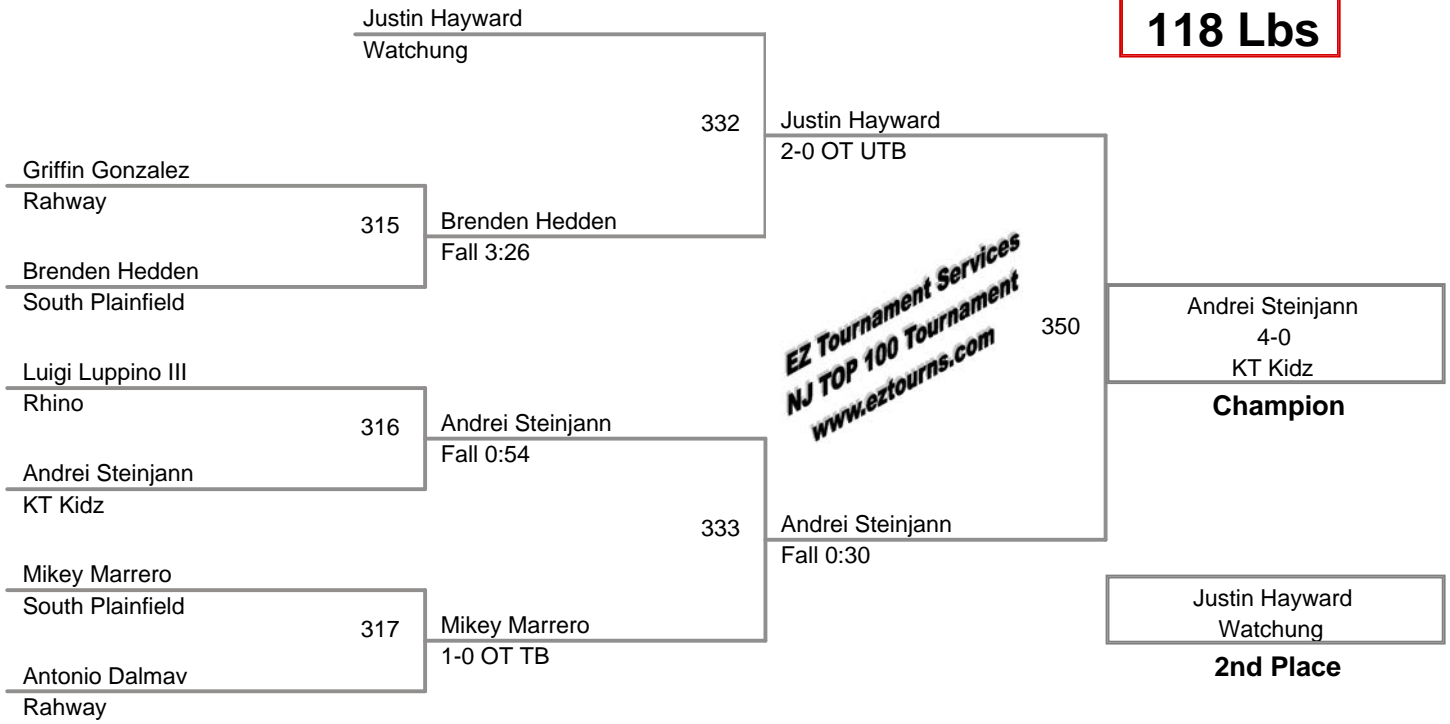 118 Lbs
Justin Hayward
Watchung
332
Justin Hayward
2-0 OT UTB
Griffin Gonzalez
Rahway
315
Brenden Hedden
Fall 3:26
Brenden Hedden
South Plainfield
EZ Tournament Services
NJ TOP 100 Tournament
www.eztourns.com
350
Andrei Steinjann
4-0
KT Kidz
Champion
Luigi Luppino III
Rhino
316
Andrei Steinjann
Fall 0:54
Andrei Steinjann
KT Kidz
333
Andrei Steinjann
Fall 0:30
Mikey Marrero
South Plainfield
317
Mikey Marrero
1-0 OT TB
Antonio Dalmav
Rahway
Justin Hayward
Watchung
2nd Place